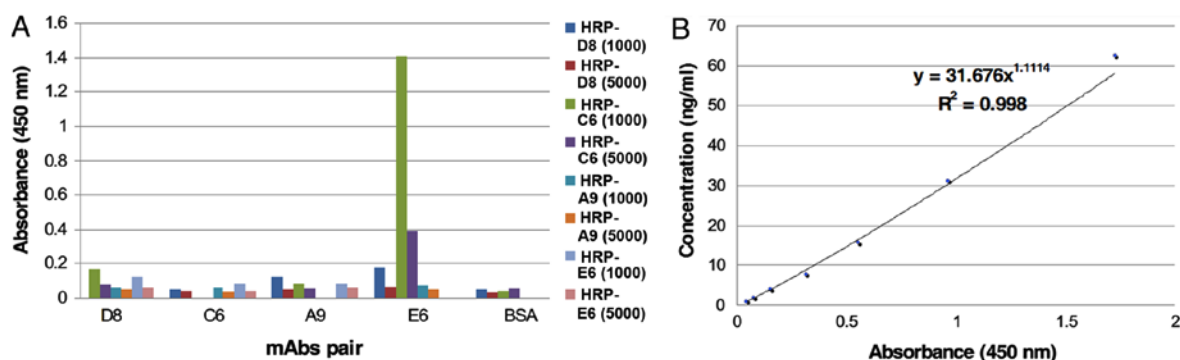 A
Absorbance (450 nm)
1.6
1.4
1.2
1
0.8
0.6
0.4
0.2
0
D8
C6
A9
E6
BSA
mAbs pair
HRP-
D8 (1000)
HRP-
D8 (5000)
HRP-
C6 (1000)
HRP-
C6 (5000)
HRP-
A9 (1000)
HRP-
A9 (5000)
HRP-
E6 (1000)
HRP-
E6 (5000)
B
Concentration (ng/ml)
70
60
50
40
30
20
10
0
y = 31.676x^1.1114
R² = 0.998
0
0.5
1
1.5
2
Absorbance (450 nm)